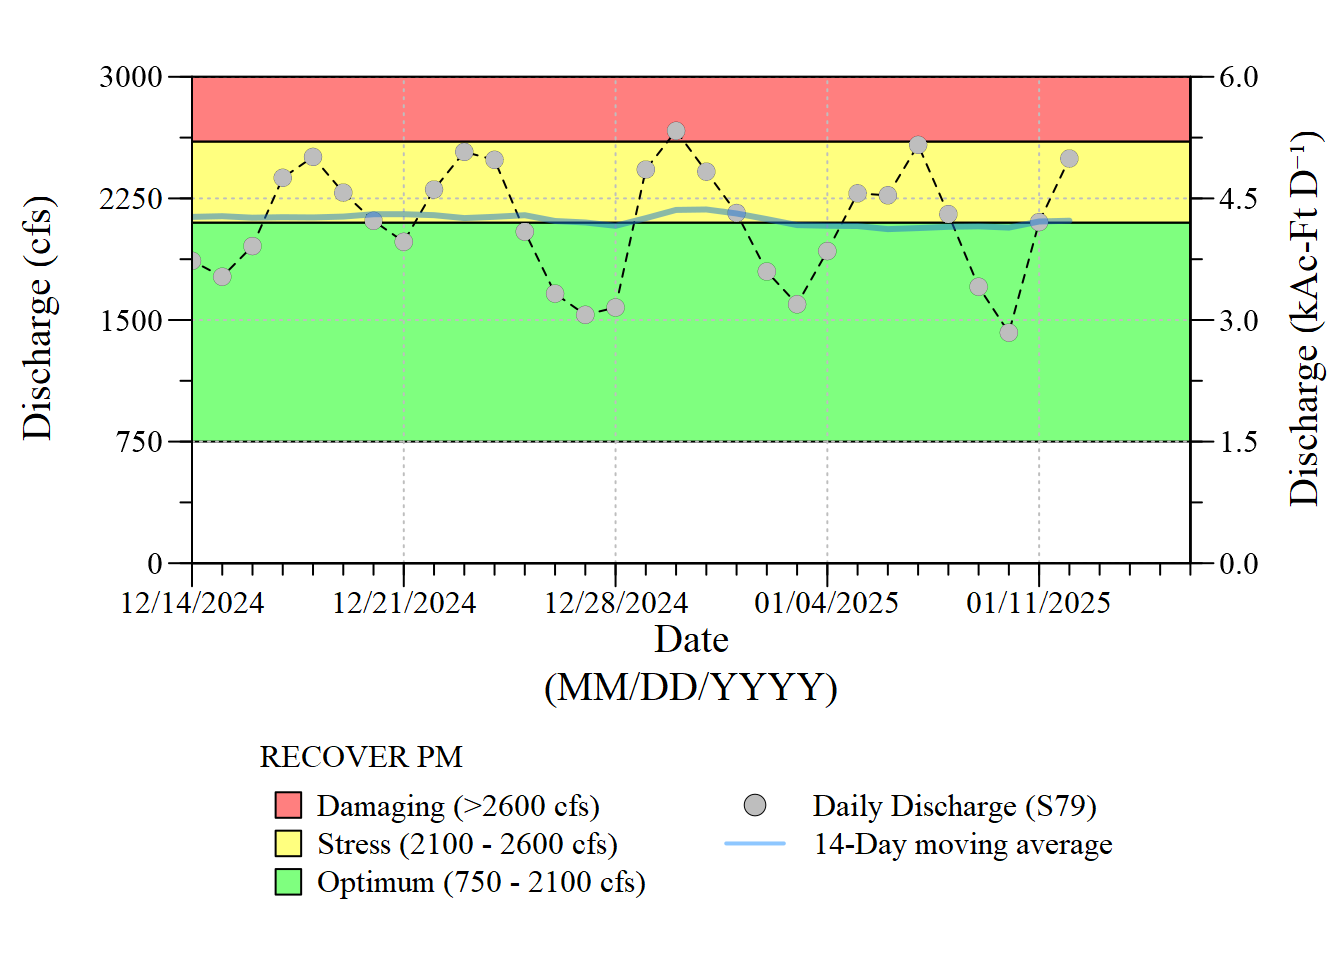 3000
2250
1500
750
0
Discharge (cfs)
6.0
4.5
3.0
1.5
0.0
Discharge (kAc-Ft D⁻¹)
12/14/2024
12/21/2024
12/28/2024
01/04/2025
01/11/2025
Date
(MM/DD/YYYY)
RECOVER PM
Damaging (>2600 cfs)
Stress (2100 - 2600 cfs)
Optimum (750 - 2100 cfs)
Daily Discharge (S79)
14-Day moving average